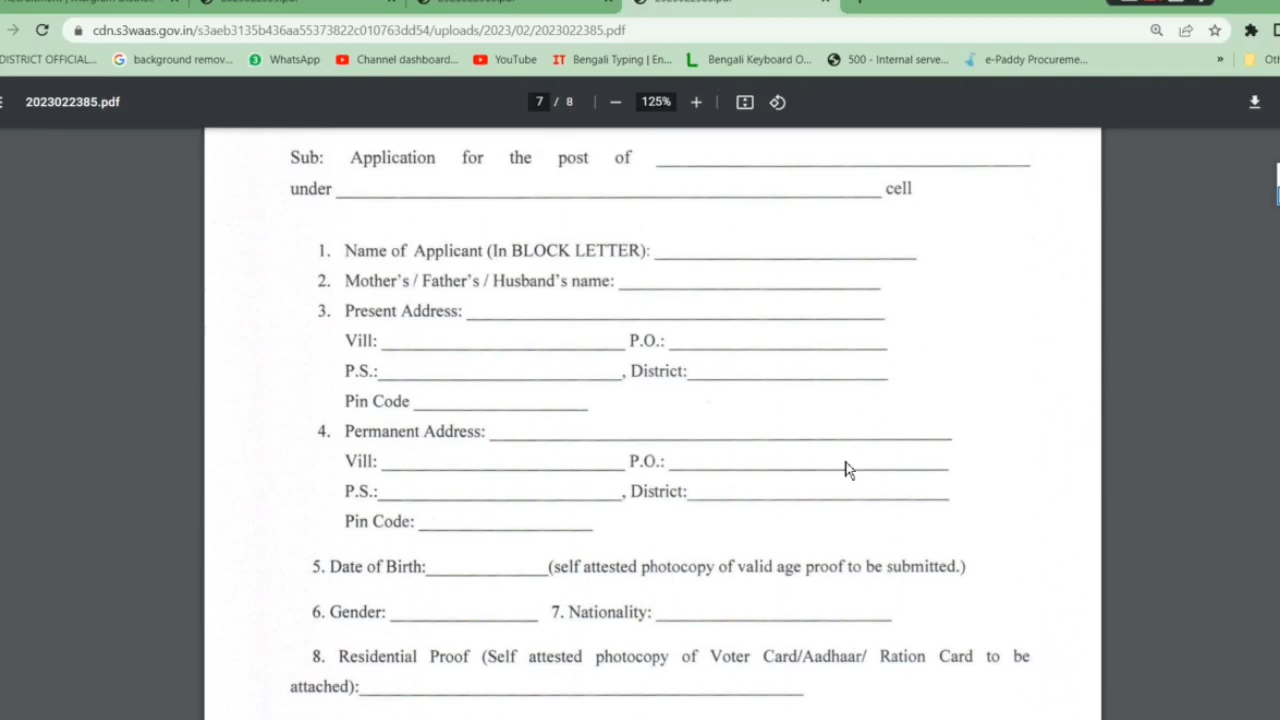 2023022385.pdf
cdn.s3waas.gov.in/s3aeb3135b436aa55373822c010763dd54/uploads/2023/02/2023022385.pdf
DISTRICT OFFICIAL... background remov... WhatsApp Channel dashboard... YouTube Bengali Typing | En... Bengali Keyboard O... 500 - Internal serve... e-Paddy Procureme... »
2023022385.pdf 7 / 8 125%
Sub: Application for the post of
under cell
1. Name of Applicant (In BLOCK LETTER):
2. Mother's / Father's / Husband's name:
3. Present Address:
Vill: P.O.:
P.S.: , District:
Pin Code
4. Permanent Address:
Vill: P.O.:
P.S.: , District:
Pin Code:
5. Date of Birth: (self attested photocopy of valid age proof to be submitted.)
6. Gender: 7. Nationality:
8. Residential Proof (Self attested photocopy of Voter Card/Aadhaar/ Ration Card to be
attached):